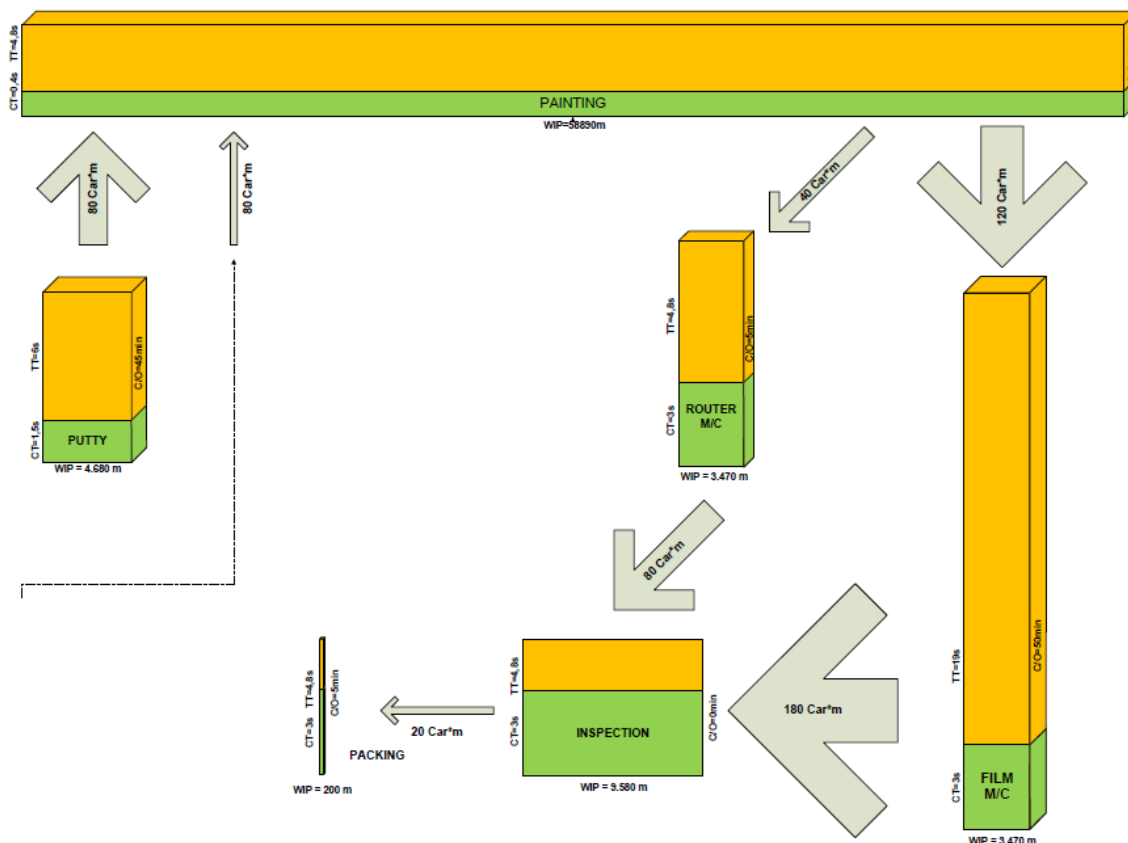 TT=4,8s
CT=0,4s
PAINTING
WIP=58890m
80 Car*m
80 Car*m
40 Car*m
120 Car*m
TT=6s
C/O=45min
CT=1,5s
PUTTY
WIP = 4.680 m
TT=4,8s
C/O=5min
CT=3s
ROUTER
M/C
WIP = 3.470 m
80 Car*m
TT=19s
C/O=50min
CT=3s
FILM
M/C
WIP = 3.470 m
180 Car*m
TT=4,8s
CT=3s
INSPECTION
C/O=0min
WIP = 9.580 m
20 Car*m
TT=4,8s
CT=3s
C/O=5min
PACKING
WIP = 200 m